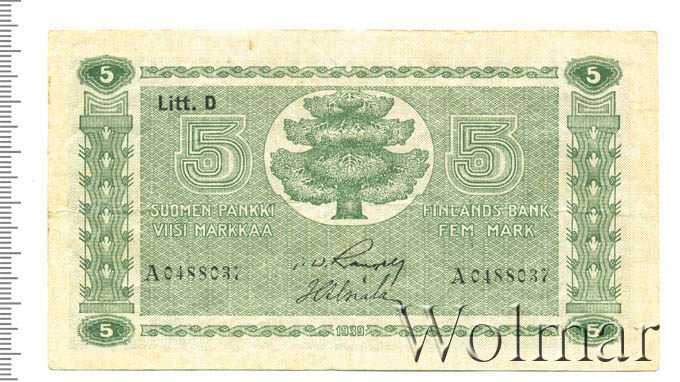 5 5
Litt. D
5 5
SUOMEN PANKKI FINLANDS BANK
VIISI MARKKAA FEM MARK
A0488037 A0488037
1939
5 5
Wolmar